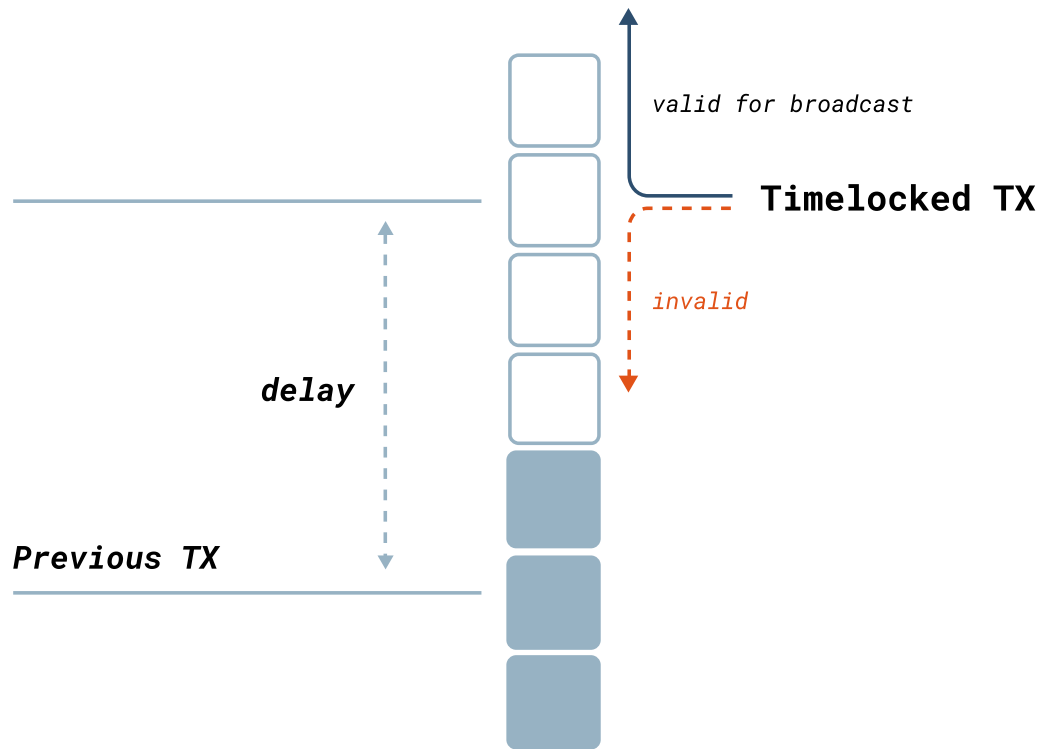 valid for broadcast
Timelocked TX
invalid
delay
Previous TX